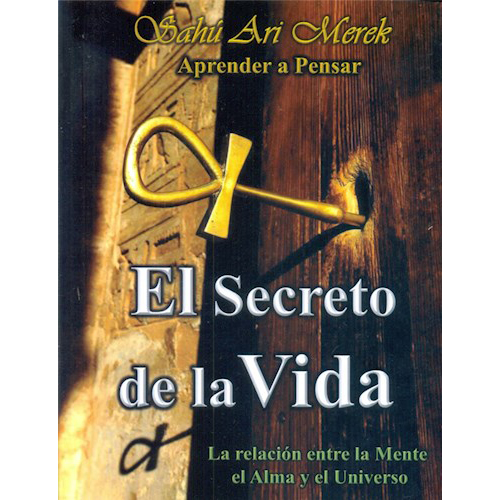 Sahú Ari Merek
Aprender a Pensar
El Secreto
de la Vida
La relación entre la Mente
el Alma y el Universo